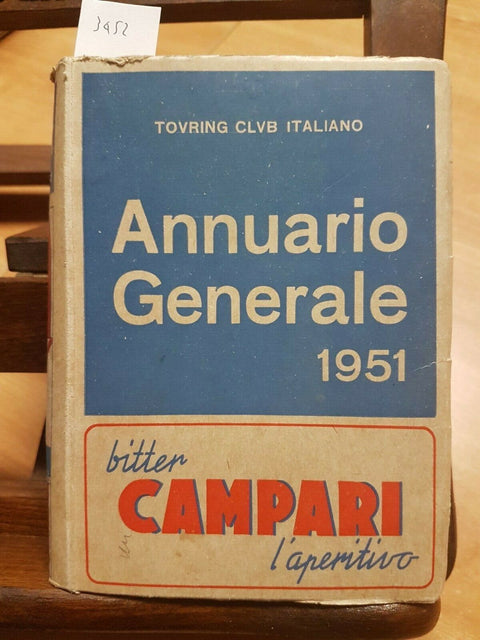 3452
TOVRING CLVB ITALIANO
Annuario
Generale
1951
bitter
CAMPARI
l'aperitivo